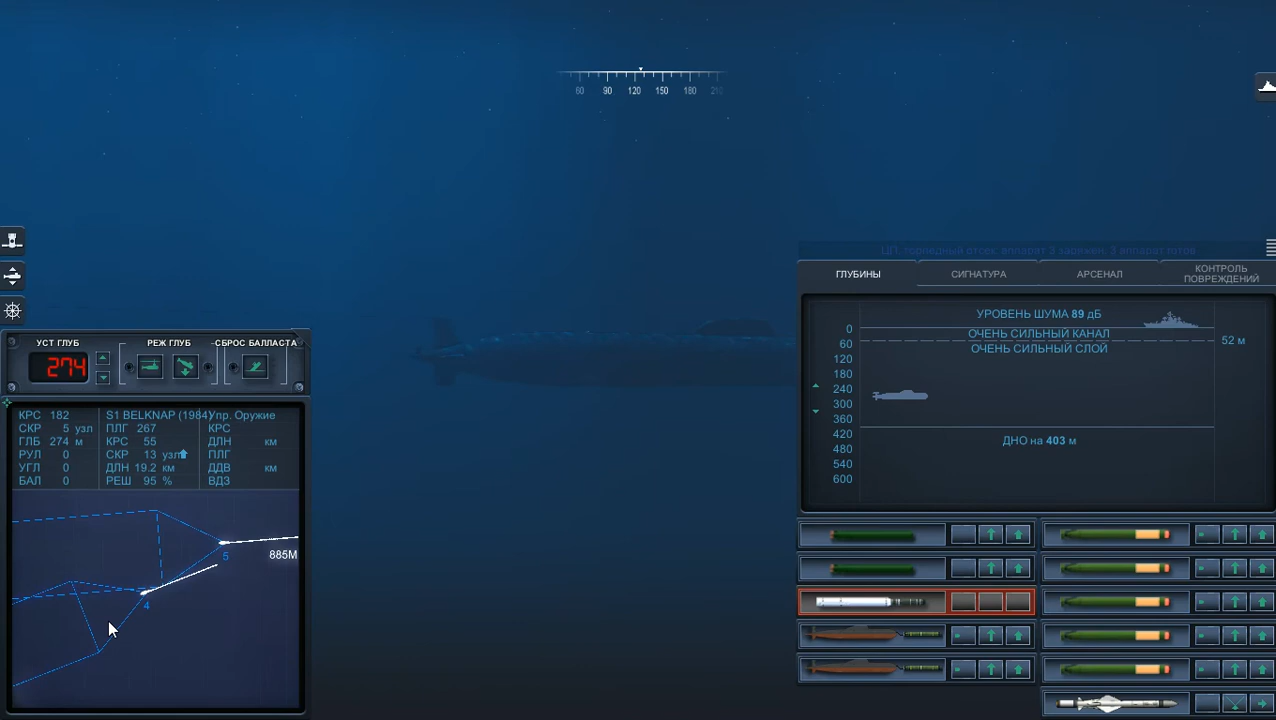 60 90 120 150 180 210
ЦП, торпедный отсек: аппарат 3 заряжен, 3 аппарат готов
ГЛУБИНЫ СИГНАТУРА АРСЕНАЛ КОНТРОЛЬ ПОВРЕЖДЕНИЙ
УРОВЕНЬ ШУМА 89 дБ
0
ОЧЕНЬ СИЛЬНЫЙ КАНАЛ
60
ОЧЕНЬ СИЛЬНЫЙ СЛОЙ
52 м
120
180
240
300
360
420
ДНО на 403 м
480
540
600
УСТ ГЛУБ РЕЖ ГЛУБ СБРОС БАЛЛАСТА
274
КРС 182 S1 BELKNAP (1984) Упр. Оружие
СКР 5 узл ПЛГ 267 КРС
ГЛБ 274 м КРС 55 ДЛН км
РУЛ 0 СКР 13 узл ПЛГ
УГЛ 0 ДЛН 19.2 км ДДВ км
БАЛ 0 РЕШ 95 % ВДЗ
885М
5
4